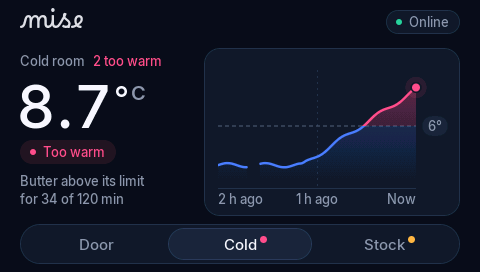 mise
Online
Cold room 2 too warm
8.7°C
Too warm
Butter above its limit
for 34 of 120 min
6°
2 h ago 1 h ago Now
Door Cold Stock